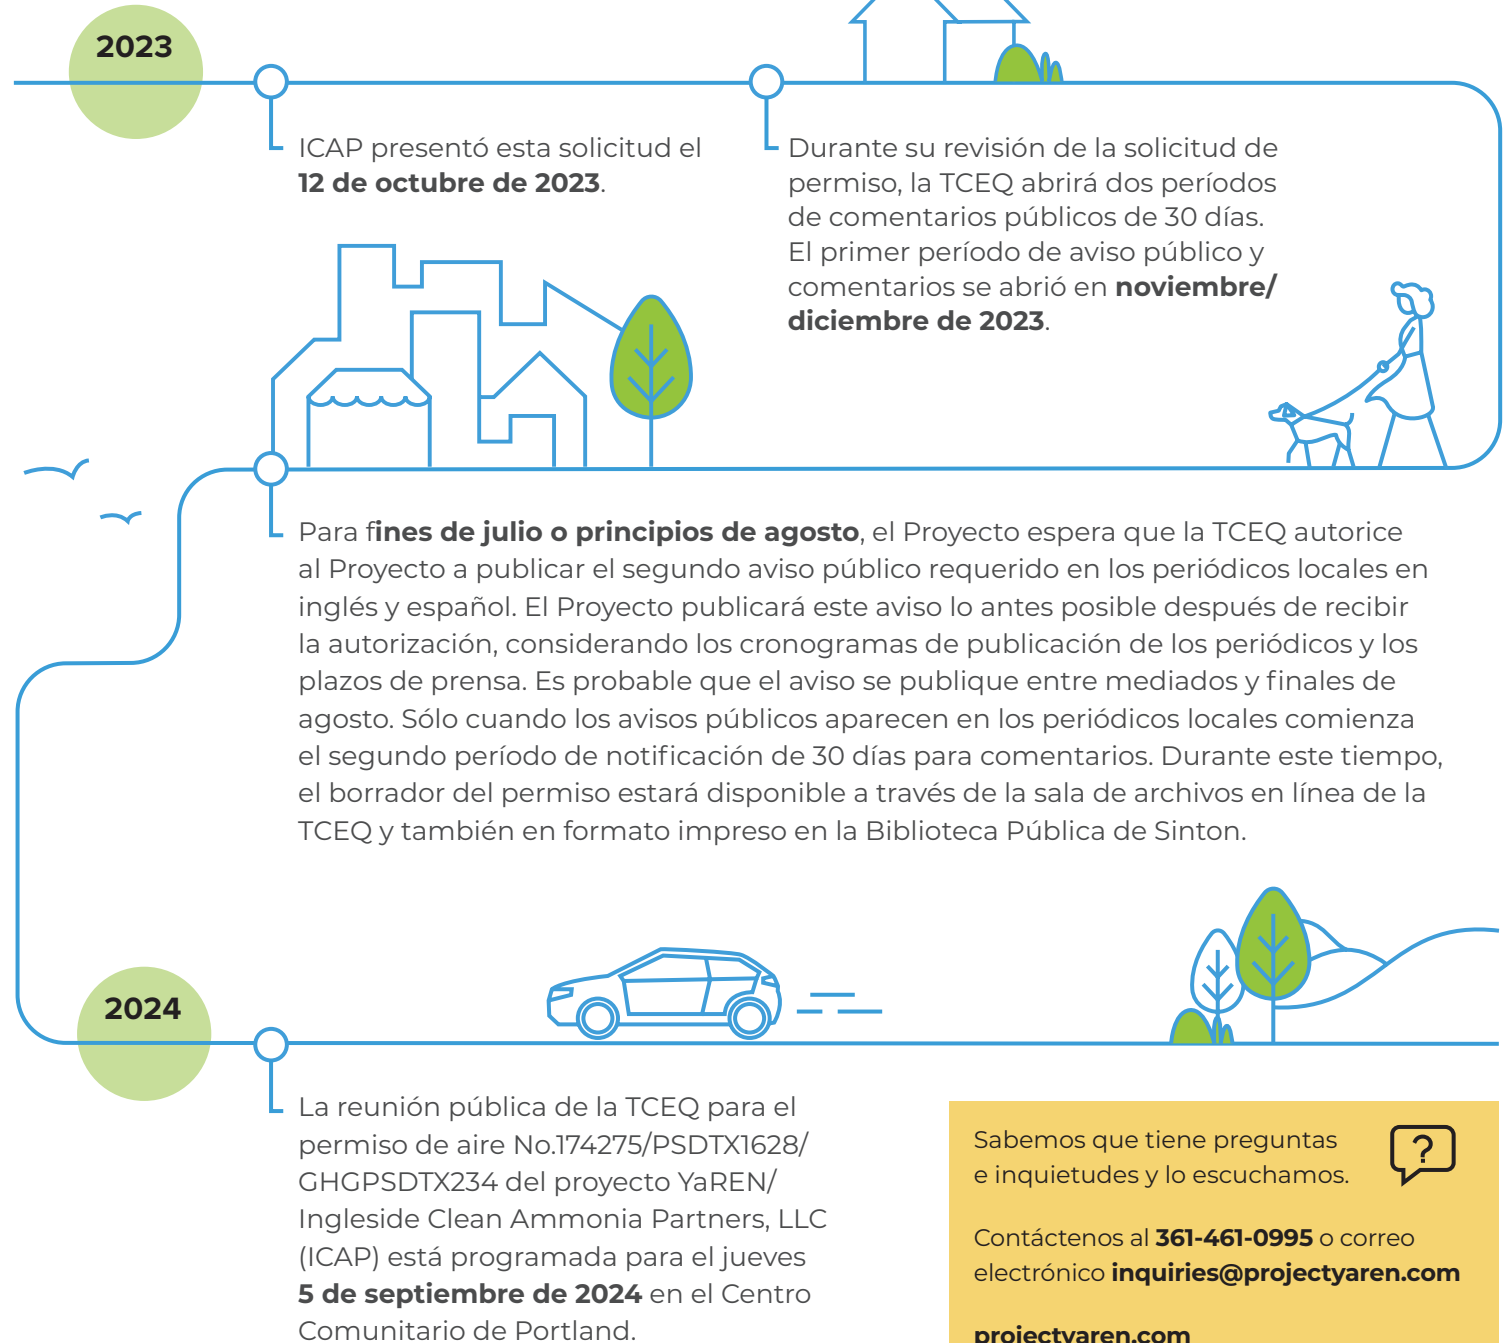 2023
ICAP presentó esta solicitud el
12 de octubre de 2023.
Durante su revisión de la solicitud de
permiso, la TCEQ abrirá dos períodos
de comentarios públicos de 30 días.
El primer período de aviso público y
comentarios se abrió en noviembre/
diciembre de 2023.
Para fines de julio o principios de agosto, el Proyecto espera que la TCEQ autorice
al Proyecto a publicar el segundo aviso público requerido en los periódicos locales en
inglés y español. El Proyecto publicará este aviso lo antes posible después de recibir
la autorización, considerando los cronogramas de publicación de los periódicos y los
plazos de prensa. Es probable que el aviso se publique entre mediados y finales de
agosto. Sólo cuando los avisos públicos aparecen en los periódicos locales comienza
el segundo período de notificación de 30 días para comentarios. Durante este tiempo,
el borrador del permiso estará disponible a través de la sala de archivos en línea de la
TCEQ y también en formato impreso en la Biblioteca Pública de Sinton.
2024
La reunión pública de la TCEQ para el
permiso de aire No.174275/PSDTX1628/
GHGPSDTX234 del proyecto YaREN/
Ingleside Clean Ammonia Partners, LLC
(ICAP) está programada para el jueves
5 de septiembre de 2024 en el Centro
Comunitario de Portland.
Sabemos que tiene preguntas
e inquietudes y lo escuchamos.
?
Contáctenos al 361-461-0995 o correo
electrónico inquiries@projectyaren.com
projectyaren.com